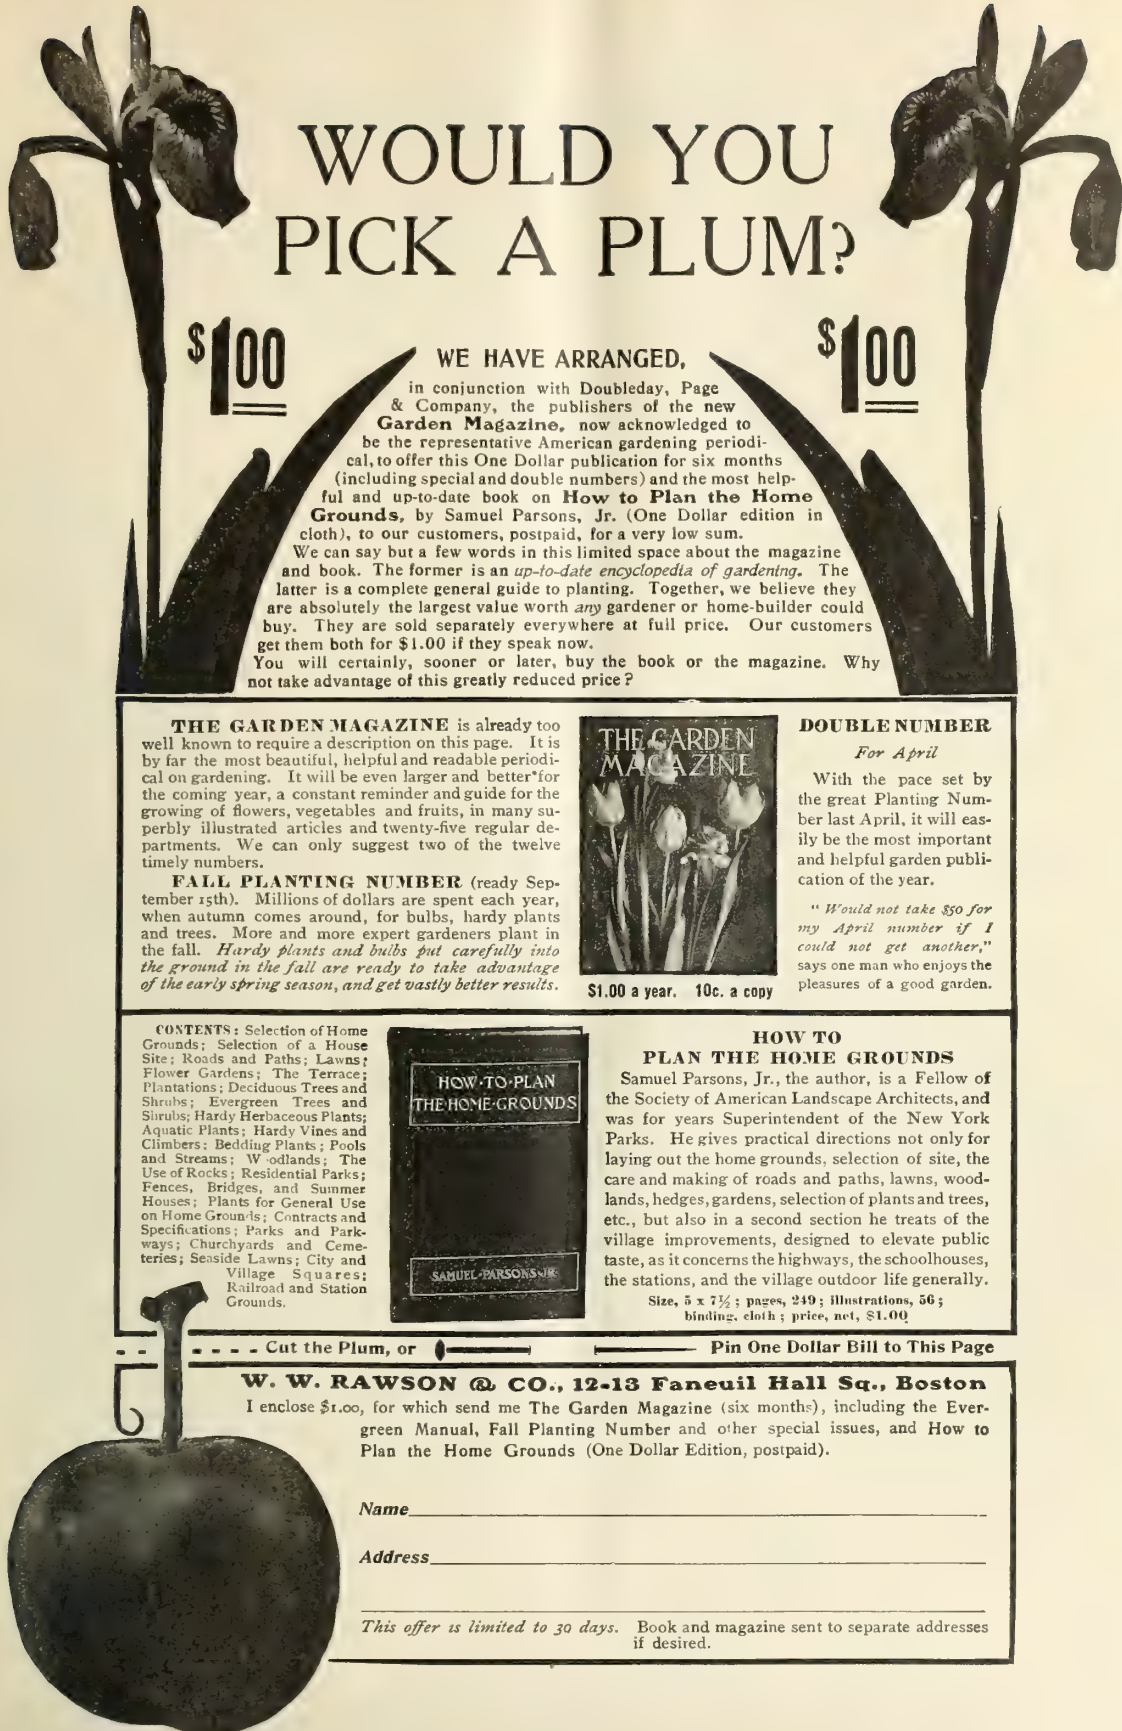 WOULD YOU
PICK A PLUM?
$1.00
$1.00
WE HAVE ARRANGED,
in conjunction with Doubleday, Page
& Company, the publishers of the new
Garden Magazine, now acknowledged to
be the representative American gardening periodi-
cal, to offer this One Dollar publication for six months
(including special and double numbers) and the most help-
ful and up-to-date book on How to Plan the Home
Grounds, by Samuel Parsons, Jr. (One Dollar edition in
cloth), to our customers, postpaid, for a very low sum.
We can say but a few words in this limited space about the magazine
and book. The former is an up-to-date encyclopedia of gardening. The
latter is a complete general guide to planting. Together, we believe they
are absolutely the largest value worth any gardener or home-builder could
buy. They are sold separately everywhere at full price. Our customers
get them both for $1.00 if they speak now.
You will certainly, sooner or later, buy the book or the magazine. Why
not take advantage of this greatly reduced price?
THE GARDEN MAGAZINE is already too
well known to require a description on this page. It is
by far the most beautiful, helpful and readable periodi-
cal on gardening. It will be even larger and better for
the coming year, a constant reminder and guide for the
growing of flowers, vegetables and fruits, in many su-
perbly illustrated articles and twenty-five regular de-
partments. We can only suggest two of the twelve
timely numbers.
FALL PLANTING NUMBER (ready Sep-
tember 15th). Millions of dollars are spent each year,
when autumn comes around, for bulbs, hardy plants
and trees. More and more expert gardeners plant in
the fall. Hardy plants and bulbs put carefully into
the ground in the fall are ready to take advantage
of the early spring season, and get vastly better results.
THE GARDEN
MAGAZINE
$1.00 a year. 10c. a copy
DOUBLE NUMBER
For April
With the pace set by
the great Planting Num-
ber last April, it will eas-
ily be the most important
and helpful garden publi-
cation of the year.
"Would not take $50 for
my April number if I
could not get another,"
says one man who enjoys the
pleasures of a good garden.
CONTENTS: Selection of Home
Grounds; Selection of a House
Site; Roads and Paths; Lawns;
Flower Gardens; The Terrace;
Plantations; Deciduous Trees and
Shrubs; Evergreen Trees and
Shrubs; Hardy Herbaceous Plants;
Aquatic Plants; Hardy Vines and
Climbers; Bedding Plants; Pools
and Streams; W odlands; The
Use of Rocks; Residential Parks;
Fences, Bridges, and Summer
Houses; Plants for General Use
on Home Grounds; Contracts and
Specifications; Parks and Park-
ways; Churchyards and Ceme-
teries; Seaside Lawns; City and
Village Squares;
Railroad and Station
Grounds.
HOW·TO·PLAN
THE·HOME·GROUNDS
SAMUEL·PARSONS·JR·
HOW TO
PLAN THE HOME GROUNDS
Samuel Parsons, Jr., the author, is a Fellow of
the Society of American Landscape Architects, and
was for years Superintendent of the New York
Parks. He gives practical directions not only for
laying out the home grounds, selection of site, the
care and making of roads and paths, lawns, wood-
lands, hedges, gardens, selection of plants and trees,
etc., but also in a second section he treats of the
village improvements, designed to elevate public
taste, as it concerns the highways, the schoolhouses,
the stations, and the village outdoor life generally.
Size, 5 x 7½; pages, 249; illustrations, 56;
binding, cloth; price, net, $1.00
Cut the Plum, or
Pin One Dollar Bill to This Page
W. W. RAWSON & CO., 12-13 Faneuil Hall Sq., Boston
I enclose $1.00, for which send me The Garden Magazine (six months), including the Ever-
green Manual, Fall Planting Number and other special issues, and How to
Plan the Home Grounds (One Dollar Edition, postpaid).
Name
Address
This offer is limited to 30 days. Book and magazine sent to separate addresses
if desired.